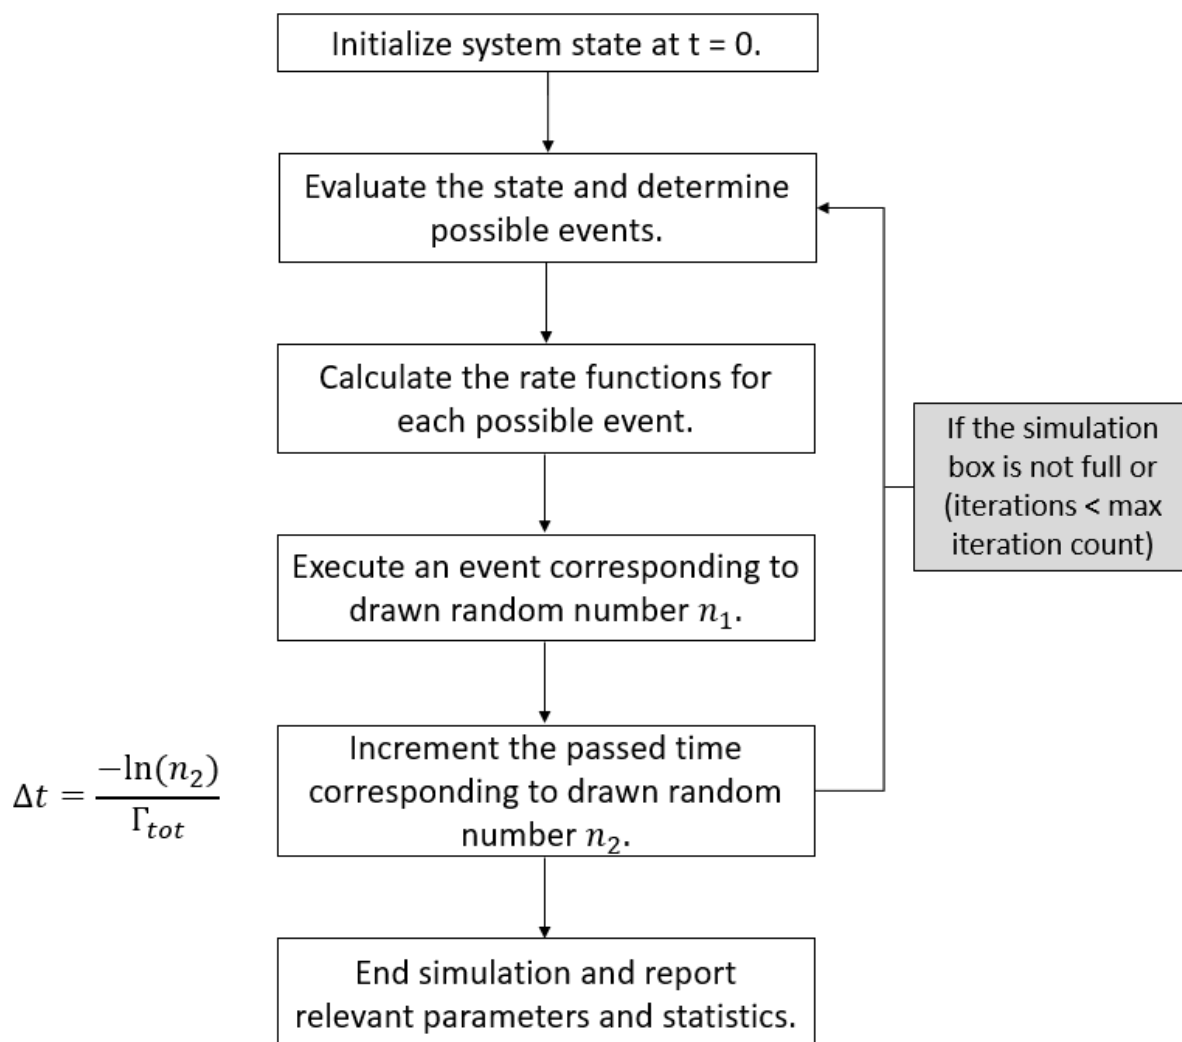 Initialize system state at t = 0.
Evaluate the state and determine
possible events.
Calculate the rate functions for
each possible event.
If the simulation
box is not full or
(iterations < max
iteration count)
Execute an event corresponding to
drawn random number n₁.
Increment the passed time
corresponding to drawn random
number n₂.
Δt = −ln(n₂) / Γₜₒₜ
End simulation and report
relevant parameters and statistics.